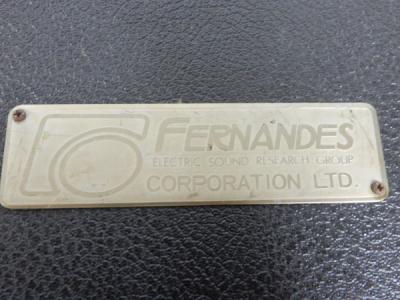 FERNANDES
ELECTRIC SOUND RESEARCH GROUP
CORPORATION LTD.